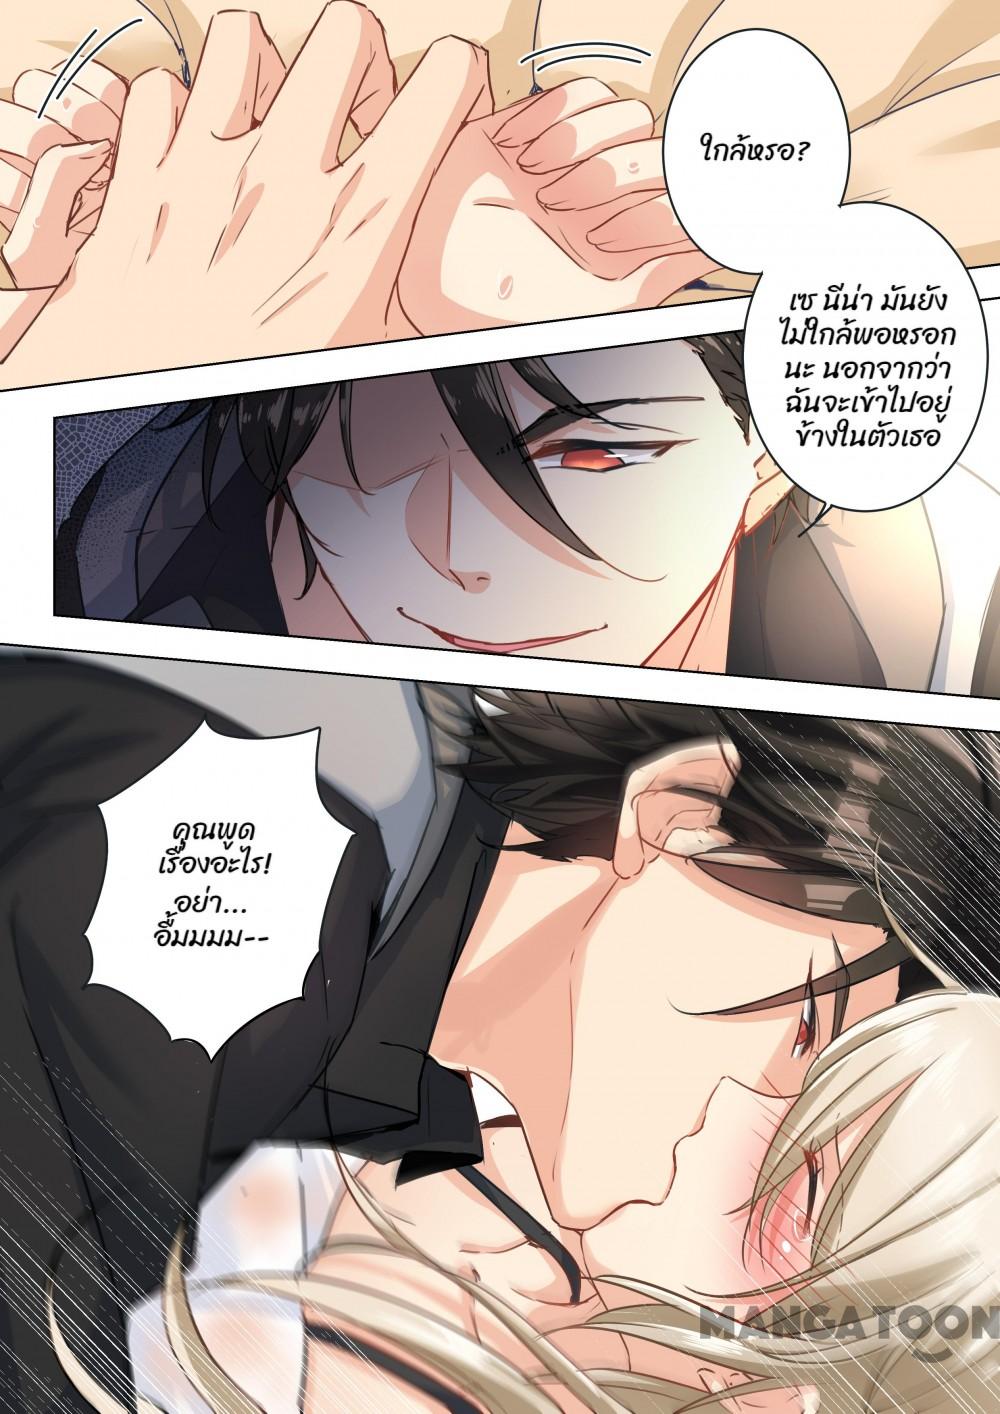 ใกล้หรอ?
เซ นีน่า มันยัง
ไม่ใกล้พอหรอก
นะ นอกจากว่า
ฉันจะเข้าไปอยู่
ข้างในตัวเธอ
คุณพูด
เรื่องอะไร!
อย่า...
อื้มมมม--
MANGATOON